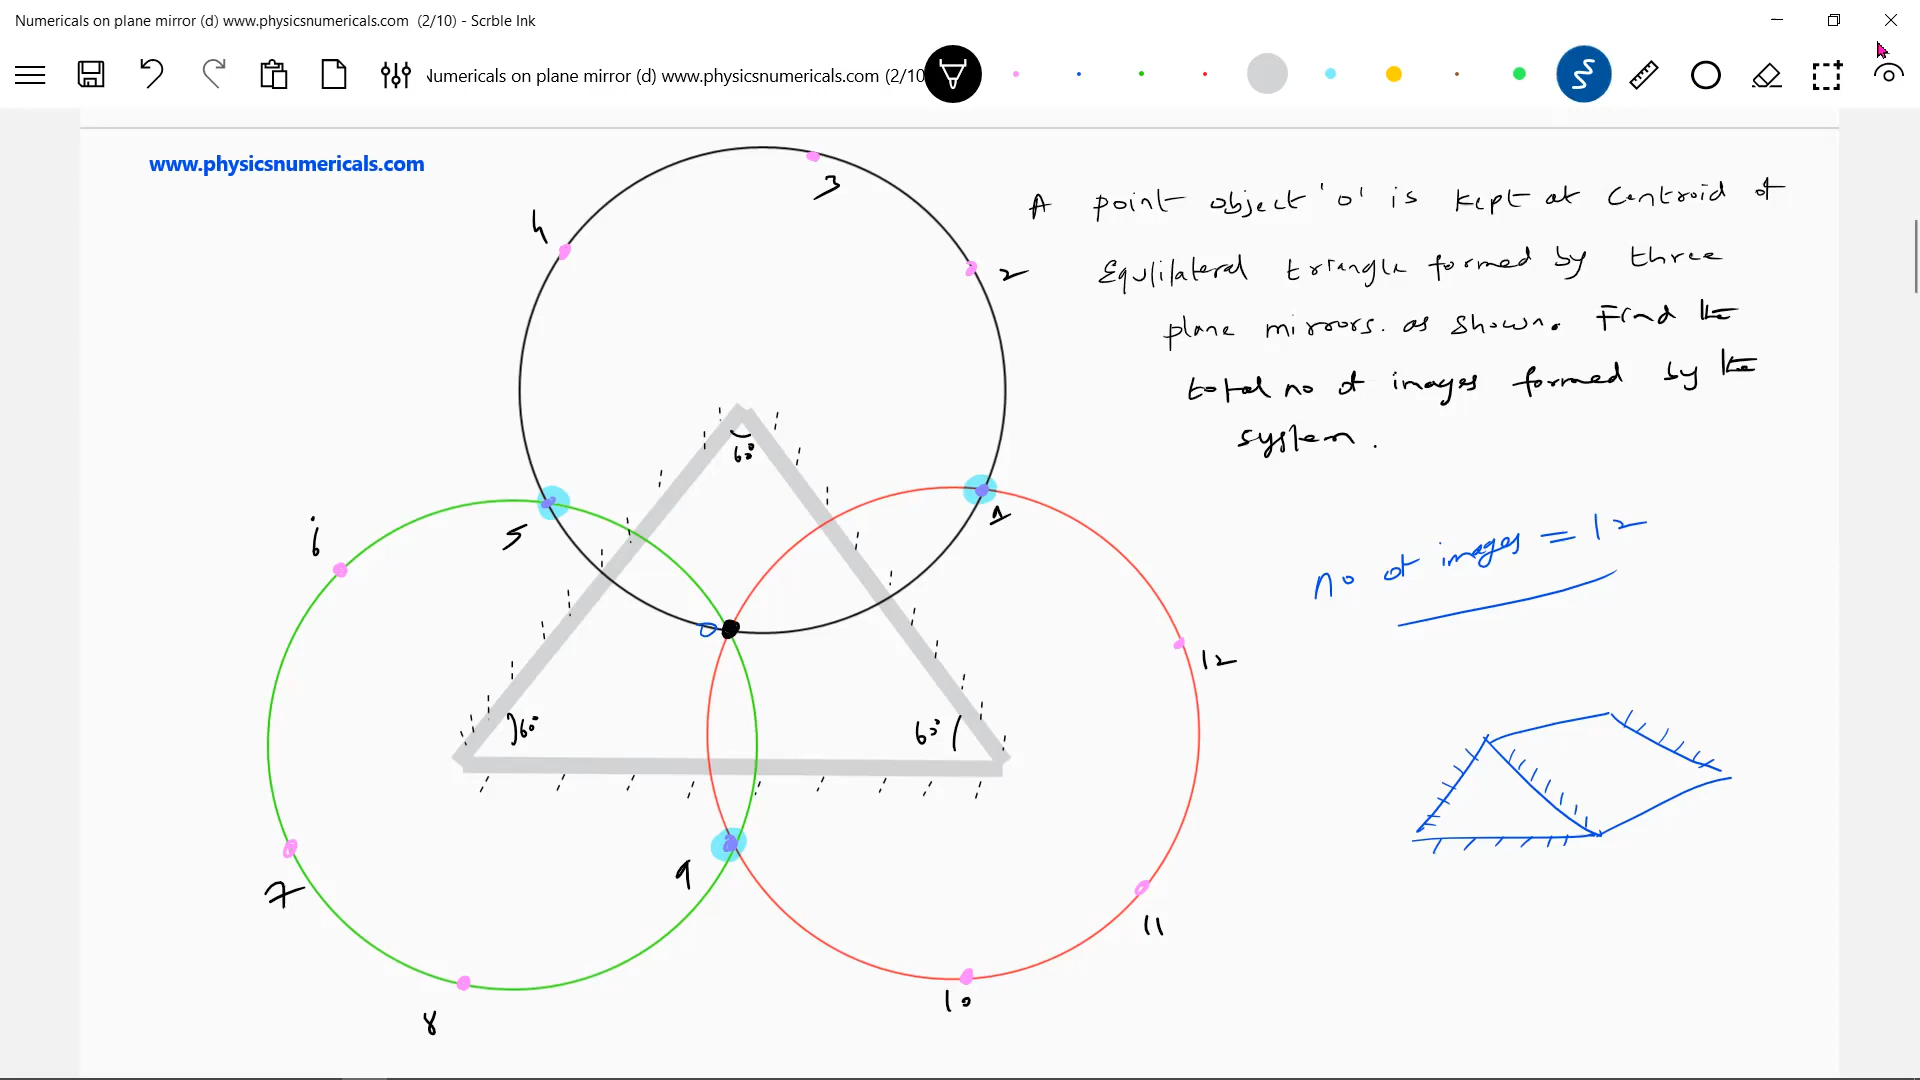 Numericals on plane mirror (d) www.physicsnumericals.com (2/10) - Scrble Ink
Numericals on plane mirror (d) www.physicsnumericals.com (2/10
www.physicsnumericals.com
A point object 'o' is kept at centroid of
Equlilateral triangle formed by three
plane mirrors. as shown. Find the
total no of images formed by the
system.
3
4
2
60°
5
1
6
no of images = 12
O
12
60°
60°
9
7
11
10
8